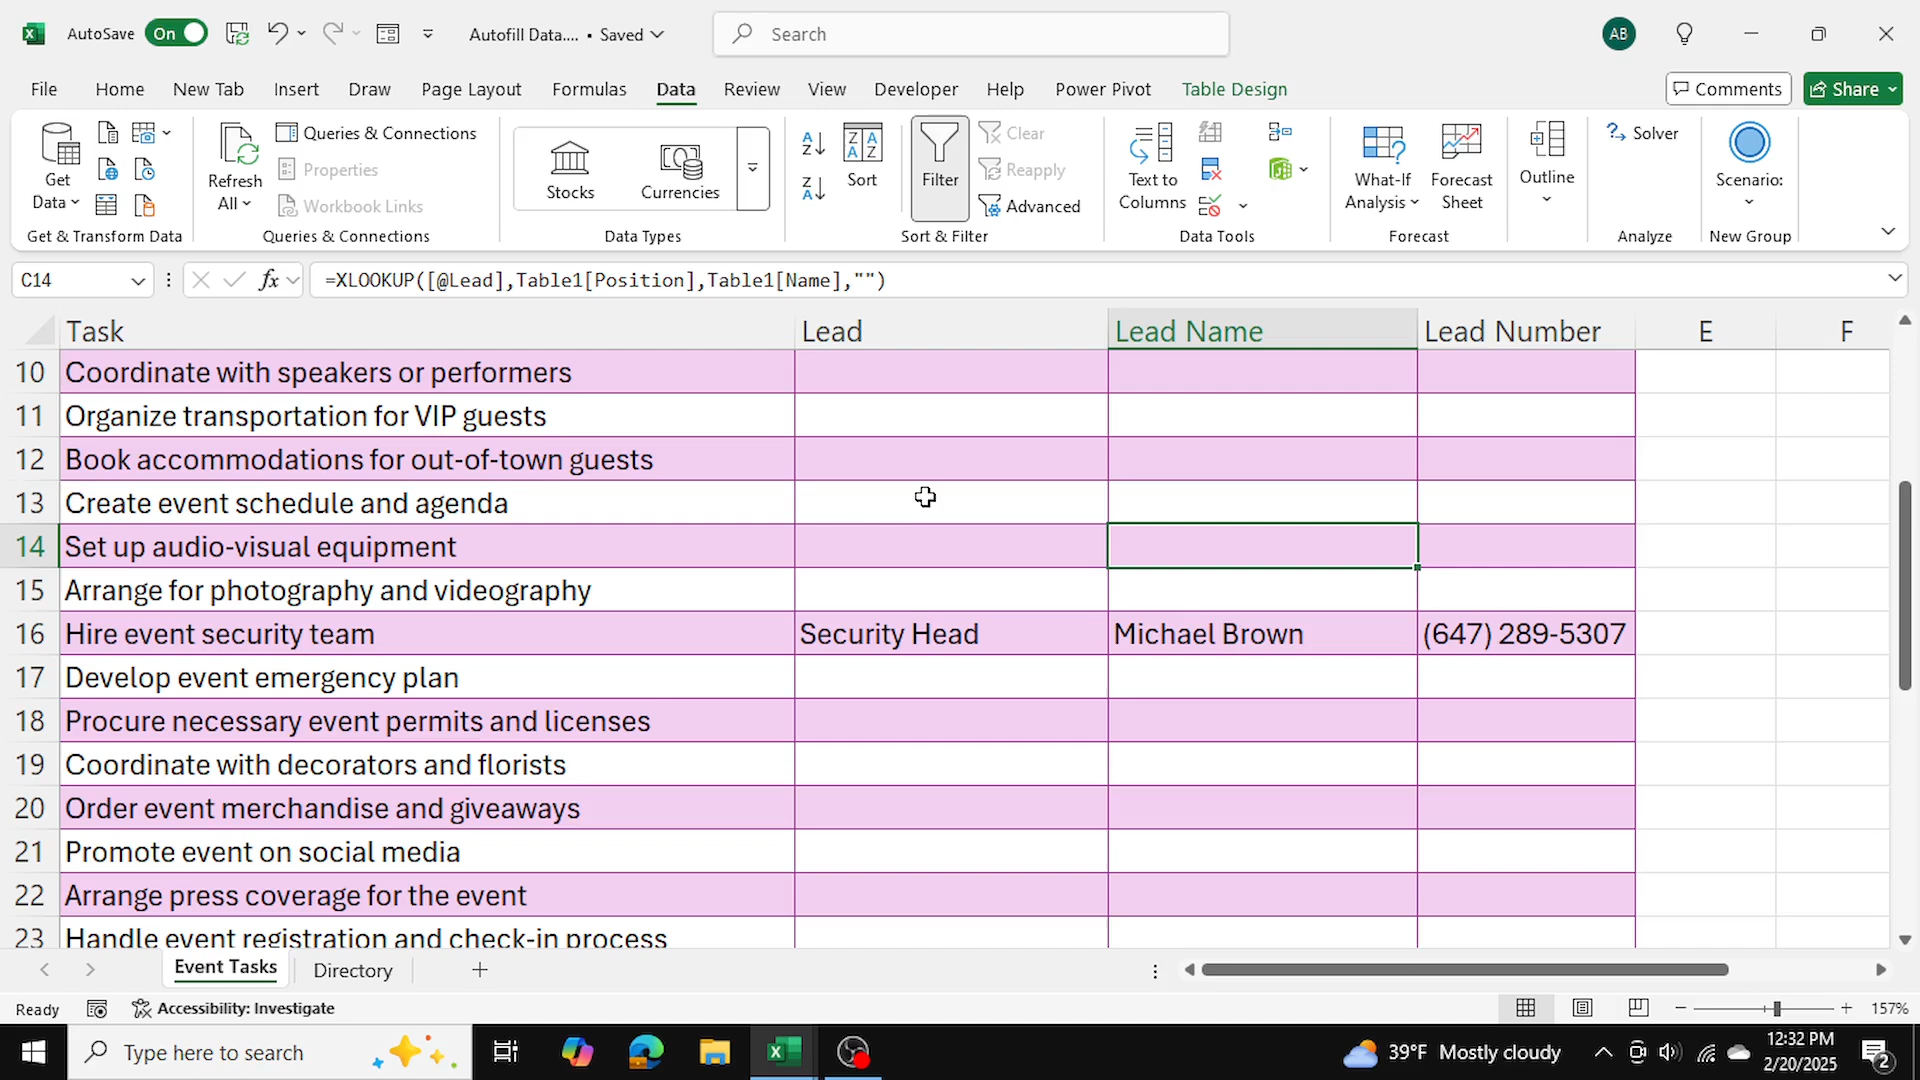 AutoSave On Autofill Data.... • Saved Search AB
File Home New Tab Insert Draw Page Layout Formulas Data Review View Developer Help Power Pivot Table Design Comments Share
Get Data
Refresh All
Queries & Connections
Properties
Workbook Links
Stocks
Currencies
Sort
Filter
Clear
Reapply
Advanced
Text to Columns
What-If Analysis
Forecast Sheet
Outline
Solver
Scenario:
Get & Transform Data Queries & Connections Data Types Sort & Filter Data Tools Forecast Analyze New Group
C14 fx =XLOOKUP([@Lead],Table1[Position],Table1[Name],"")
Task Lead Lead Name Lead Number E F
10 Coordinate with speakers or performers
11 Organize transportation for VIP guests
12 Book accommodations for out-of-town guests
13 Create event schedule and agenda
14 Set up audio-visual equipment
15 Arrange for photography and videography
16 Hire event security team Security Head Michael Brown (647) 289-5307
17 Develop event emergency plan
18 Procure necessary event permits and licenses
19 Coordinate with decorators and florists
20 Order event merchandise and giveaways
21 Promote event on social media
22 Arrange press coverage for the event
23 Handle event registration and check-in process
Event Tasks Directory
Ready Accessibility: Investigate 157%
Type here to search 39°F Mostly cloudy 12:32 PM
2/20/2025 2